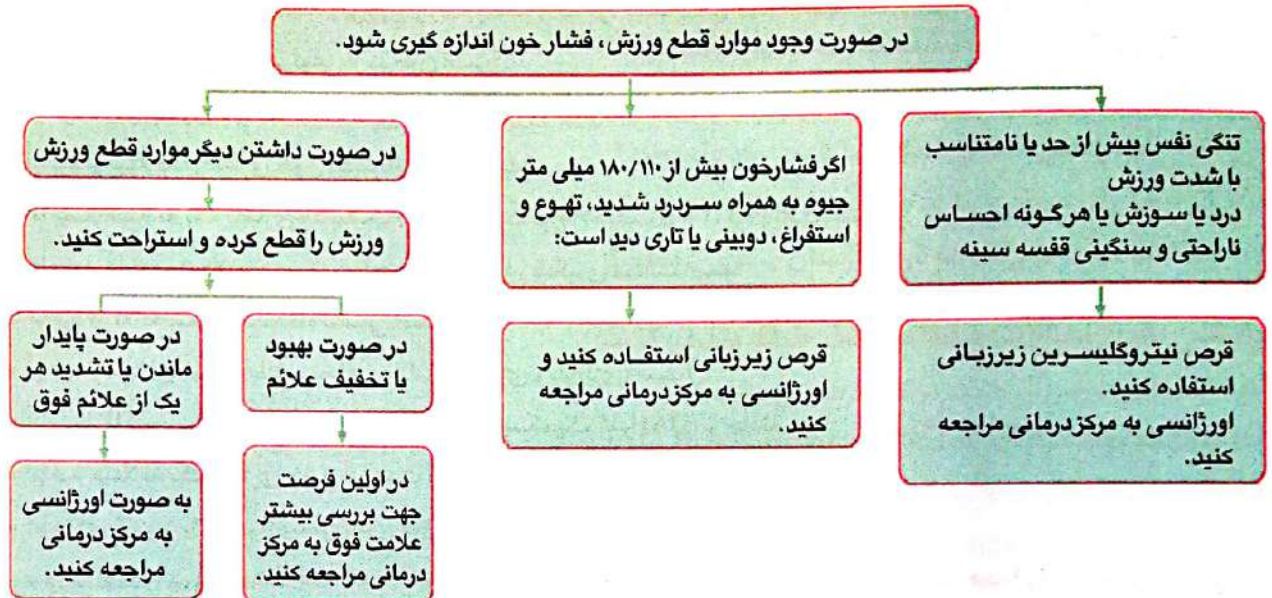 در صورت وجود موارد قطع ورزش، فشار خون اندازه گیری شود.
تنگی نفس بیش از حد یا نامتناسب
با شدت ورزش
درد یا سوزش یا هر گونه احساس
ناراحتی و سنگینی قفسه سینه
قرص نیتروگلیسرین زیرزبانی
استفاده کنید.
اورژانسی به مرکز درمانی مراجعه
کنید.
اگر فشارخون بیش از ۱۸۰/۱۱۰ میلی متر
جیوه به همراه سردرد شدید، تهوع و
استفراغ، دوبینی یا تاری دید است:
قرص زیرزبانی استفاده کنید و
اورژانسی به مرکز درمانی مراجعه
کنید.
در صورت داشتن دیگر موارد قطع ورزش
ورزش را قطع کرده و استراحت کنید.
در صورت بهبود
یا تخفیف علائم
در اولین فرصت
جهت بررسی بیشتر
علامت فوق به مرکز
درمانی مراجعه کنید.
در صورت پایدار
ماندن یا تشدید هر
یک از علائم فوق
به صورت اورژانسی
به مرکز درمانی
مراجعه کنید.